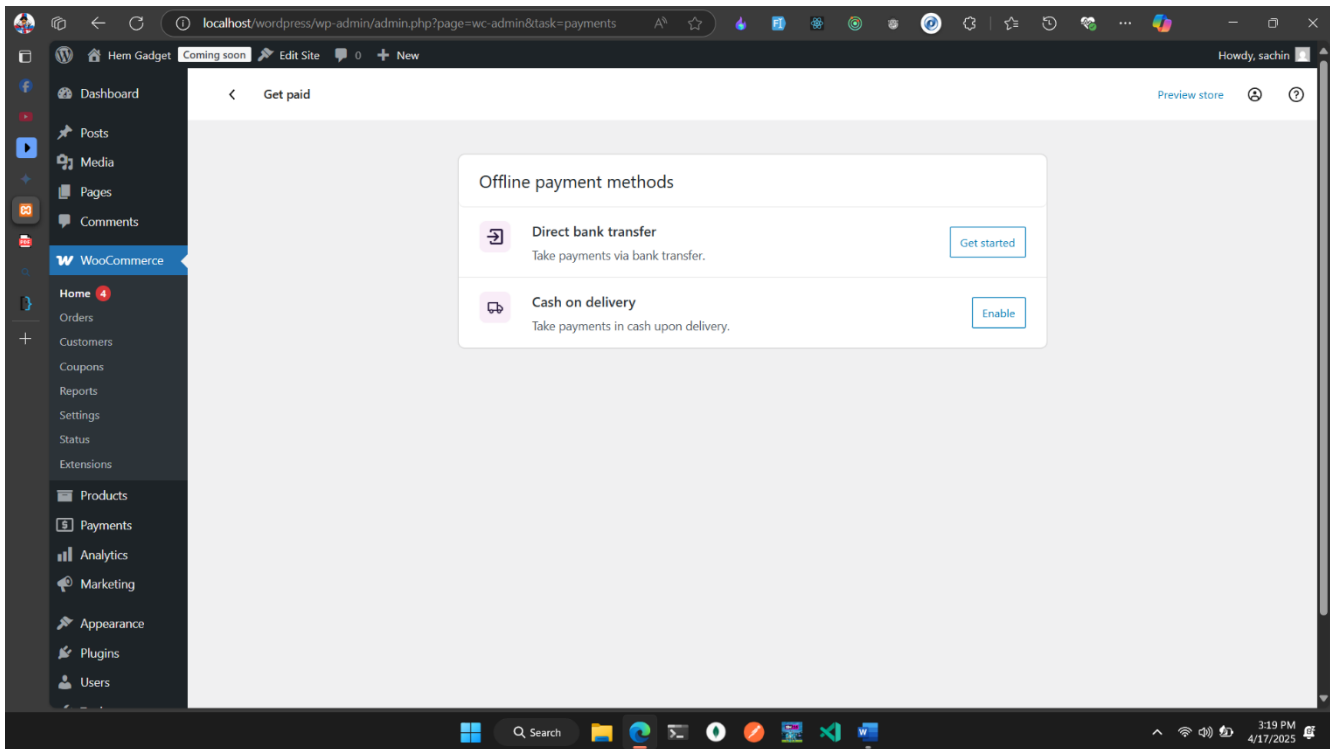 localhost/wordpress/wp-admin/admin.php?page=wc-admin&task=payments
Hem Gadget Coming soon Edit Site 0 New Howdy, sachin
Dashboard
Get paid
Preview store
Posts
Media
Pages
Comments
WooCommerce
Home 4
Orders
Customers
Coupons
Reports
Settings
Status
Extensions
Products
Payments
Analytics
Marketing
Appearance
Plugins
Users
Offline payment methods
Direct bank transfer
Take payments via bank transfer.
Get started
Cash on delivery
Take payments in cash upon delivery.
Enable
Search
3:19 PM
4/17/2025